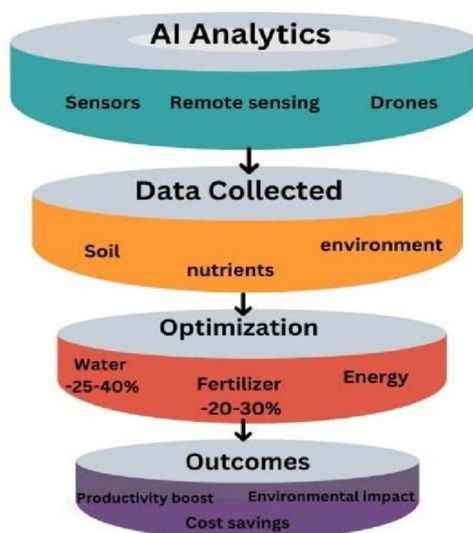 AI Analytics
Sensors Remote sensing Drones
Data Collected
Soil nutrients environment
Optimization
Water
-25-40%
Fertilizer
-20-30%
Energy
Outcomes
Productivity boost Environmental impact
Cost savings